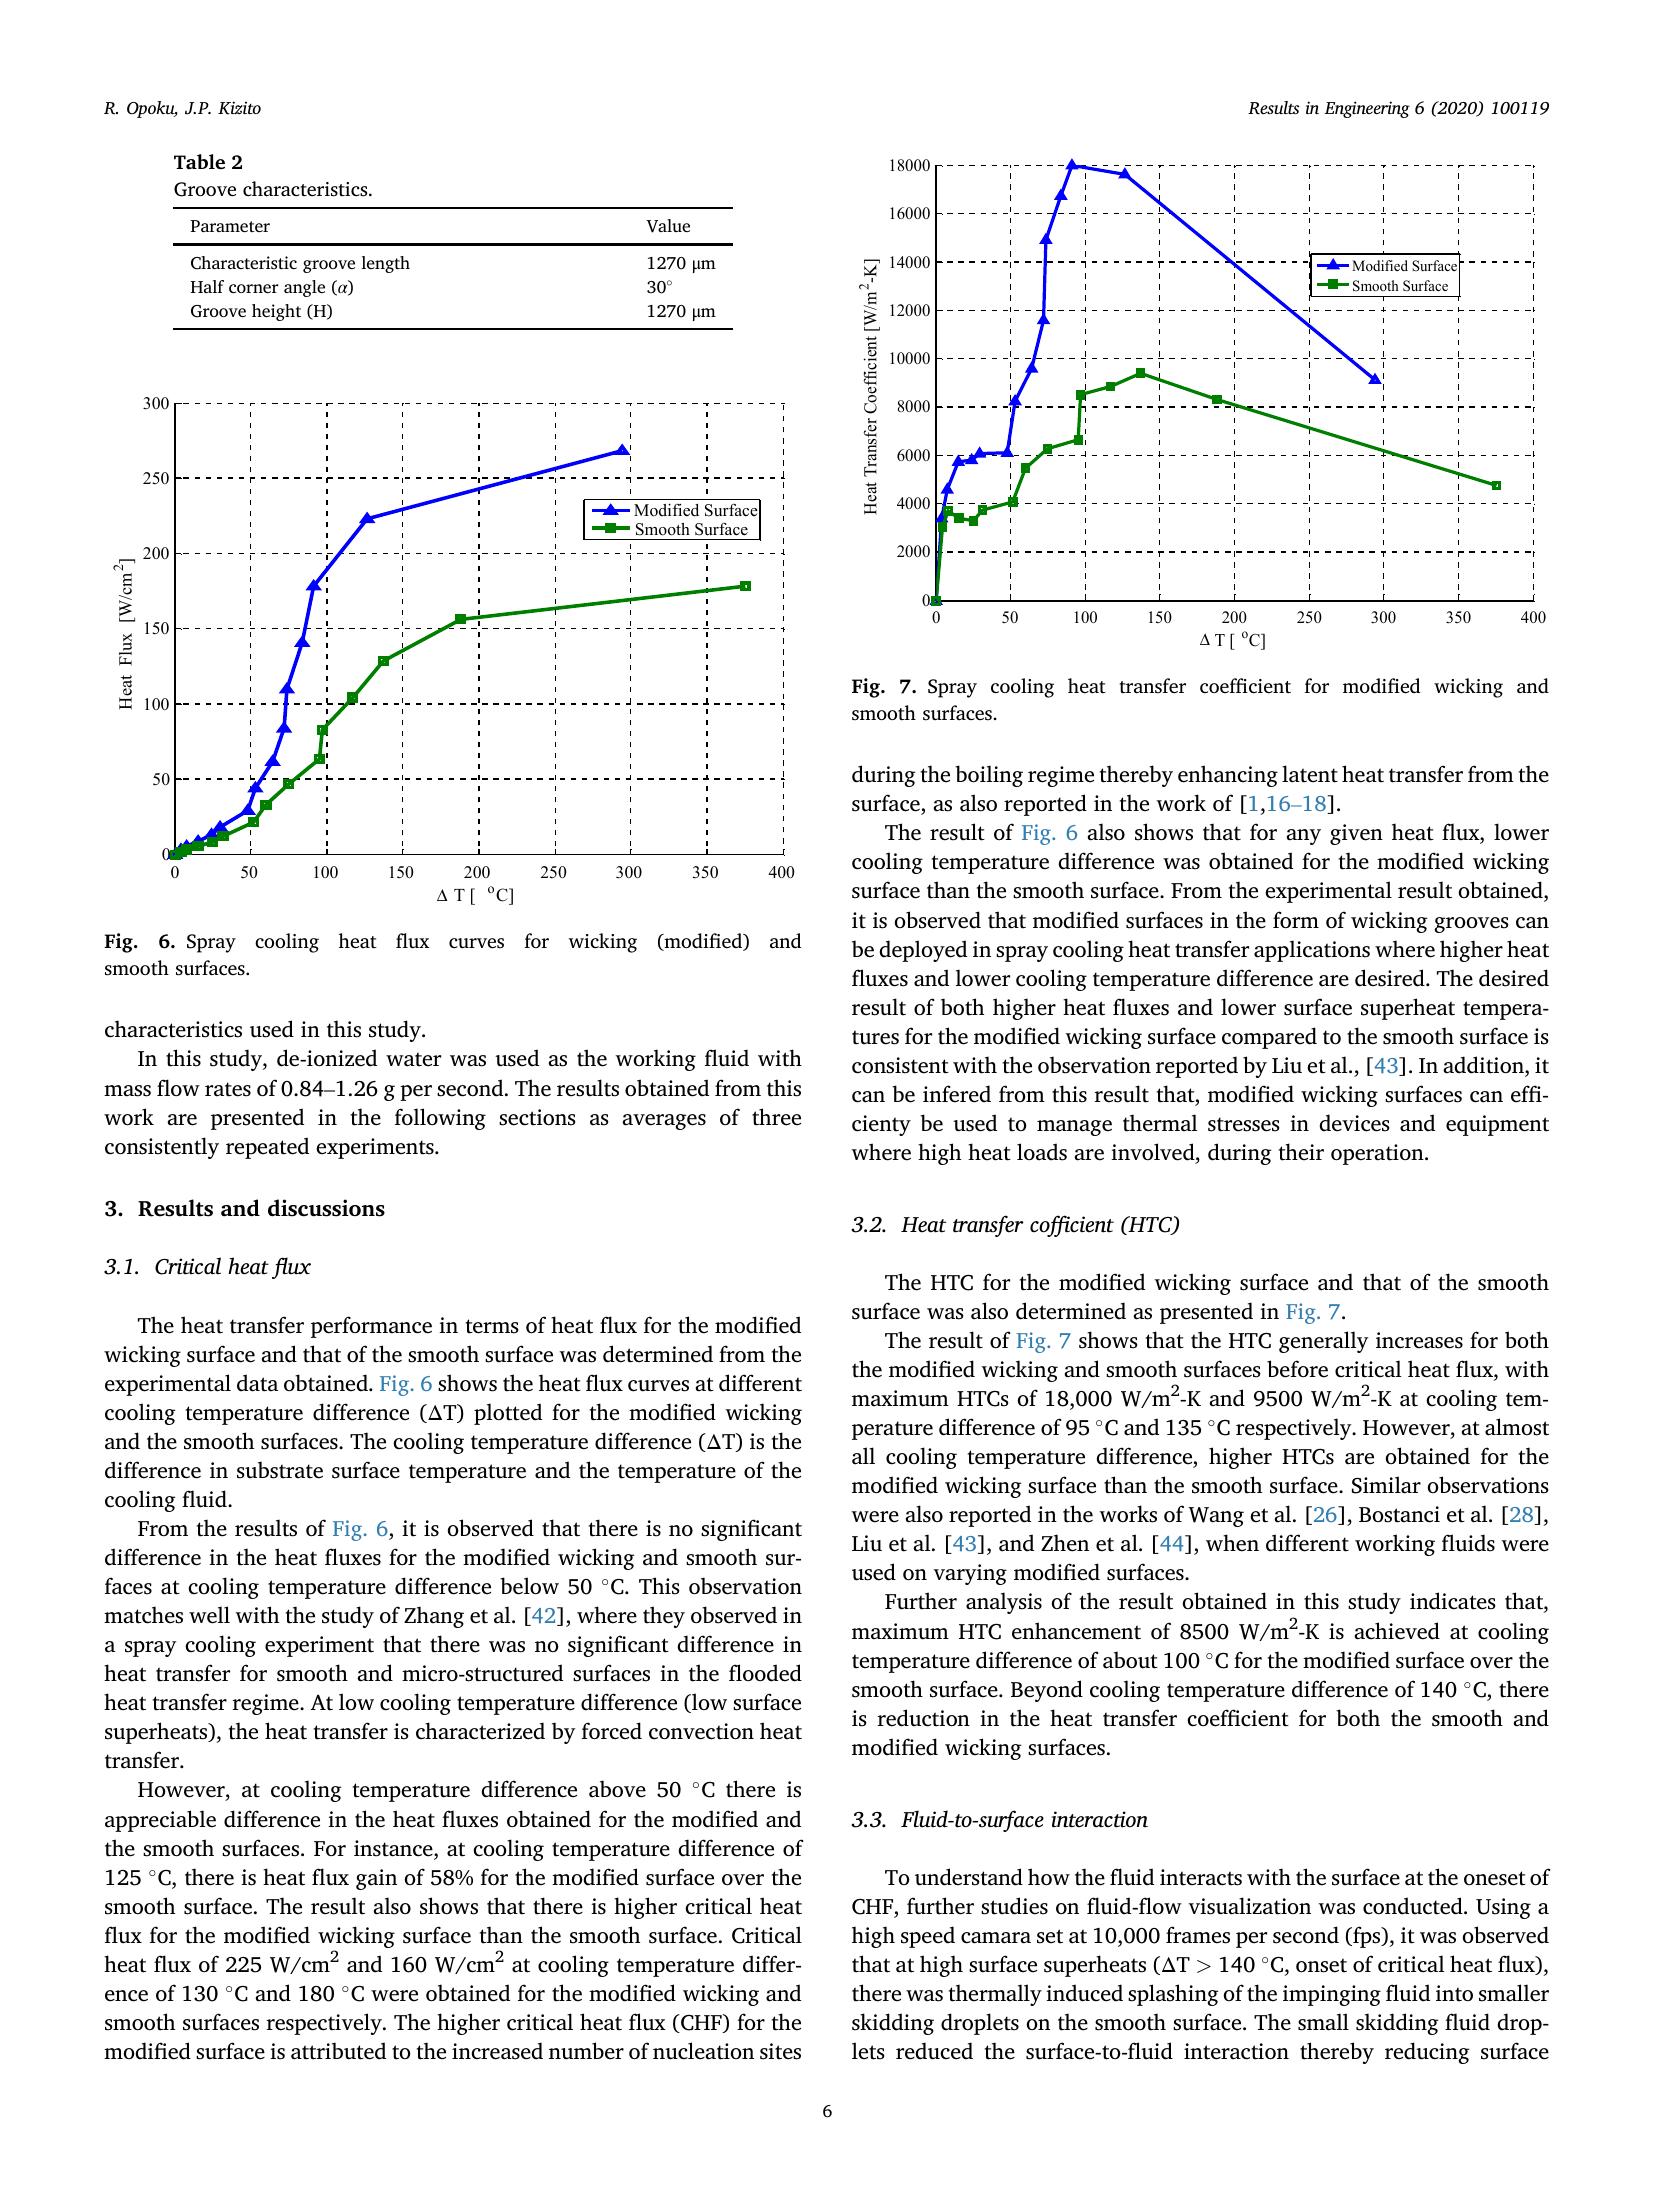 R. Opoku, J.P. Kizito
Results in Engineering 6 (2020) 100119
Table 2
Groove characteristics.
Parameter Value
Characteristic groove length 1270 μm
Half corner angle (α) 30°
Groove height (H) 1270 μm
300
250
200
150
100
50
0
Heat Flux [W/cm²]
Modified Surface
Smooth Surface
0 50 100 150 200 250 300 350 400
Δ T [ °C]
Fig. 6. Spray cooling heat flux curves for wicking (modified) and
smooth surfaces.
characteristics used in this study.
In this study, de-ionized water was used as the working fluid with
mass flow rates of 0.84–1.26 g per second. The results obtained from this
work are presented in the following sections as averages of three
consistently repeated experiments.
3. Results and discussions
3.1. Critical heat flux
The heat transfer performance in terms of heat flux for the modified
wicking surface and that of the smooth surface was determined from the
experimental data obtained. Fig. 6 shows the heat flux curves at different
cooling temperature difference (ΔT) plotted for the modified wicking
and the smooth surfaces. The cooling temperature difference (ΔT) is the
difference in substrate surface temperature and the temperature of the
cooling fluid.
From the results of Fig. 6, it is observed that there is no significant
difference in the heat fluxes for the modified wicking and smooth sur-
faces at cooling temperature difference below 50 °C. This observation
matches well with the study of Zhang et al. [42], where they observed in
a spray cooling experiment that there was no significant difference in
heat transfer for smooth and micro-structured surfaces in the flooded
heat transfer regime. At low cooling temperature difference (low surface
superheats), the heat transfer is characterized by forced convection heat
transfer.
However, at cooling temperature difference above 50 °C there is
appreciable difference in the heat fluxes obtained for the modified and
the smooth surfaces. For instance, at cooling temperature difference of
125 °C, there is heat flux gain of 58% for the modified surface over the
smooth surface. The result also shows that there is higher critical heat
flux for the modified wicking surface than the smooth surface. Critical
heat flux of 225 W/cm² and 160 W/cm² at cooling temperature differ-
ence of 130 °C and 180 °C were obtained for the modified wicking and
smooth surfaces respectively. The higher critical heat flux (CHF) for the
modified surface is attributed to the increased number of nucleation sites
18000
16000
14000
12000
10000
8000
6000
4000
2000
0
Heat Transfer Coefficient [W/m²-K]
Modified Surface
Smooth Surface
0 50 100 150 200 250 300 350 400
Δ T [ °C]
Fig. 7. Spray cooling heat transfer coefficient for modified wicking and
smooth surfaces.
during the boiling regime thereby enhancing latent heat transfer from the
surface, as also reported in the work of [1,16–18].
The result of Fig. 6 also shows that for any given heat flux, lower
cooling temperature difference was obtained for the modified wicking
surface than the smooth surface. From the experimental result obtained,
it is observed that modified surfaces in the form of wicking grooves can
be deployed in spray cooling heat transfer applications where higher heat
fluxes and lower cooling temperature difference are desired. The desired
result of both higher heat fluxes and lower surface superheat tempera-
tures for the modified wicking surface compared to the smooth surface is
consistent with the observation reported by Liu et al., [43]. In addition, it
can be infered from this result that, modified wicking surfaces can effi-
cienty be used to manage thermal stresses in devices and equipment
where high heat loads are involved, during their operation.
3.2. Heat transfer cofficient (HTC)
The HTC for the modified wicking surface and that of the smooth
surface was also determined as presented in Fig. 7.
The result of Fig. 7 shows that the HTC generally increases for both
the modified wicking and smooth surfaces before critical heat flux, with
maximum HTCs of 18,000 W/m²-K and 9500 W/m²-K at cooling tem-
perature difference of 95 °C and 135 °C respectively. However, at almost
all cooling temperature difference, higher HTCs are obtained for the
modified wicking surface than the smooth surface. Similar observations
were also reported in the works of Wang et al. [26], Bostanci et al. [28],
Liu et al. [43], and Zhen et al. [44], when different working fluids were
used on varying modified surfaces.
Further analysis of the result obtained in this study indicates that,
maximum HTC enhancement of 8500 W/m²-K is achieved at cooling
temperature difference of about 100 °C for the modified surface over the
smooth surface. Beyond cooling temperature difference of 140 °C, there
is reduction in the heat transfer coefficient for both the smooth and
modified wicking surfaces.
3.3. Fluid-to-surface interaction
To understand how the fluid interacts with the surface at the oneset of
CHF, further studies on fluid-flow visualization was conducted. Using a
high speed camara set at 10,000 frames per second (fps), it was observed
that at high surface superheats (ΔT > 140 °C, onset of critical heat flux),
there was thermally induced splashing of the impinging fluid into smaller
skidding droplets on the smooth surface. The small skidding fluid drop-
lets reduced the surface-to-fluid interaction thereby reducing surface
6